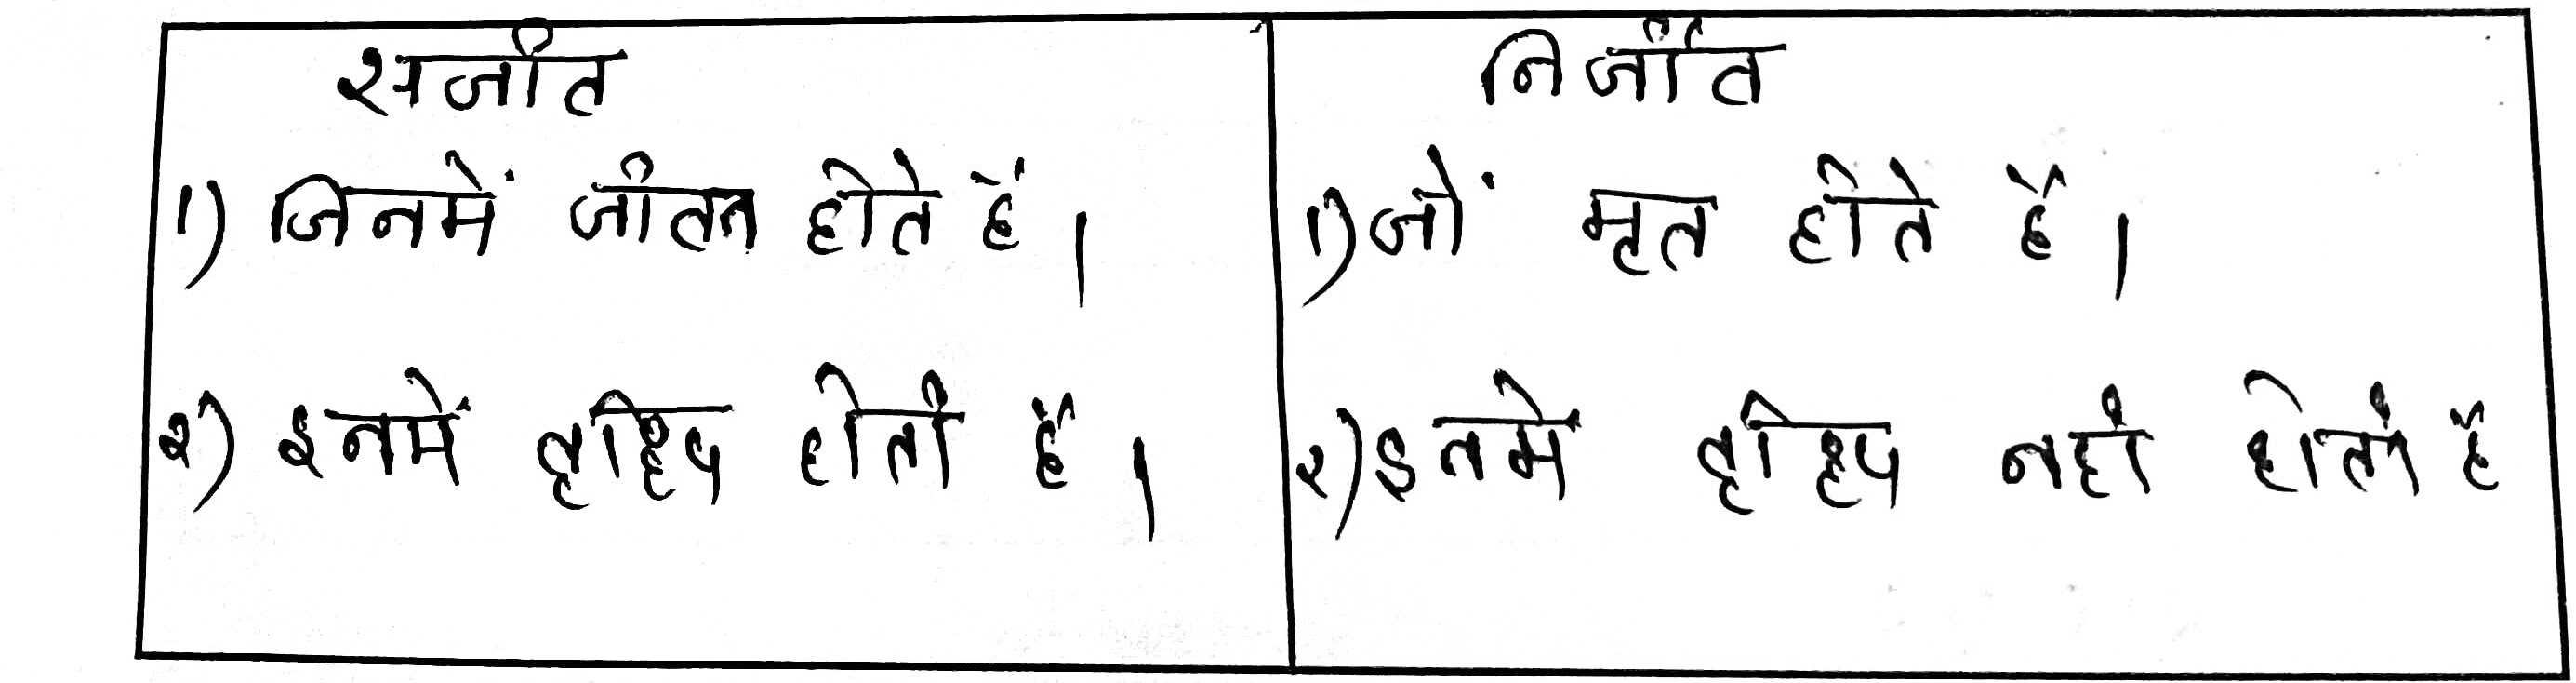 सजीव
निर्जीव
1) जिनमें जीवन होते हैं।
1) जों मृत होते हैं।
२) इनमें वृद्धि होती हैं।
२) इनमे वृद्धि नहीं होती हैं